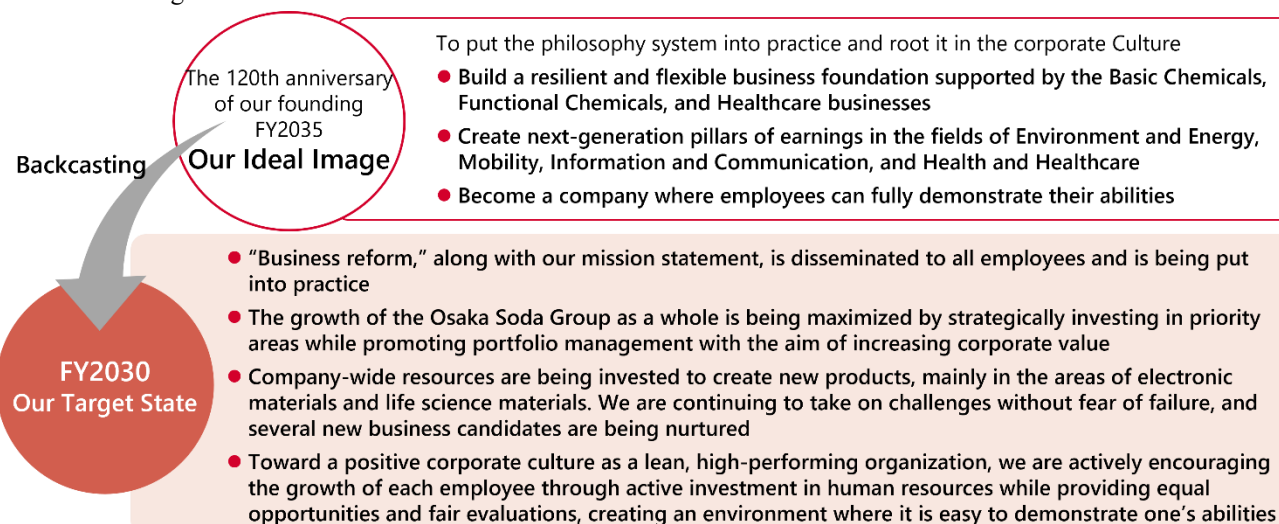 The 120th anniversary
of our founding
FY2035
Our Ideal Image
Backcasting
To put the philosophy system into practice and root it in the corporate Culture
● Build a resilient and flexible business foundation supported by the Basic Chemicals,
Functional Chemicals, and Healthcare businesses
● Create next-generation pillars of earnings in the fields of Environment and Energy,
Mobility, Information and Communication, and Health and Healthcare
● Become a company where employees can fully demonstrate their abilities
FY2030
Our Target State
● “Business reform,” along with our mission statement, is disseminated to all employees and is being put
into practice
● The growth of the Osaka Soda Group as a whole is being maximized by strategically investing in priority
areas while promoting portfolio management with the aim of increasing corporate value
● Company-wide resources are being invested to create new products, mainly in the areas of electronic
materials and life science materials. We are continuing to take on challenges without fear of failure, and
several new business candidates are being nurtured
● Toward a positive corporate culture as a lean, high-performing organization, we are actively encouraging
the growth of each employee through active investment in human resources while providing equal
opportunities and fair evaluations, creating an environment where it is easy to demonstrate one’s abilities